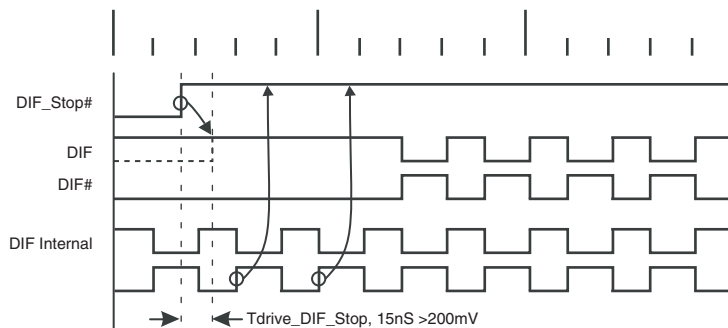 DIF_Stop#
DIF
DIF#
DIF Internal
Tdrive_DIF_Stop, 15nS >200mV